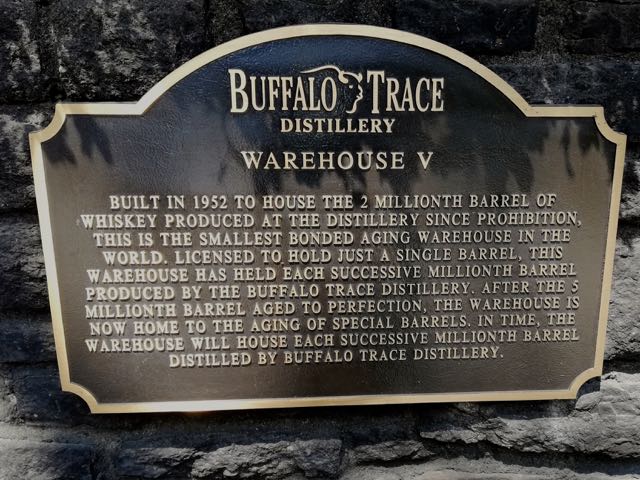 BUFFALO TRACE
DISTILLERY
WAREHOUSE V
BUILT IN 1952 TO HOUSE THE 2 MILLIONTH BARREL OF
WHISKEY PRODUCED AT THE DISTILLERY SINCE PROHIBITION,
THIS IS THE SMALLEST BONDED AGING WAREHOUSE IN THE
WORLD. LICENSED TO HOLD JUST A SINGLE BARREL, THIS
WAREHOUSE HAS HELD EACH SUCCESSIVE MILLIONTH BARREL
PRODUCED BY THE BUFFALO TRACE DISTILLERY. AFTER THE 5
MILLIONTH BARREL AGED TO PERFECTION, THE WAREHOUSE IS
NOW HOME TO THE AGING OF SPECIAL BARRELS. IN TIME, THE
WAREHOUSE WILL HOUSE EACH SUCCESSIVE MILLIONTH BARREL
DISTILLED BY BUFFALO TRACE DISTILLERY.